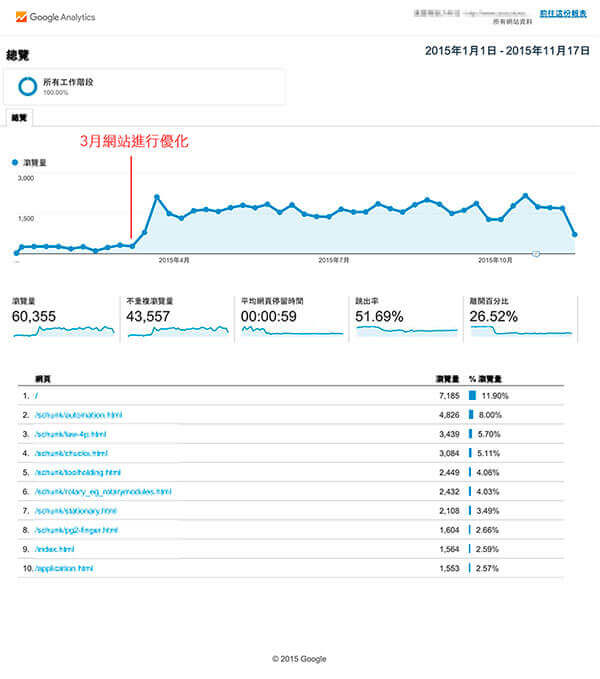 Google Analytics
前往這份報表
所有網站資料
總覽
2015年1月1日 - 2015年11月17日
所有工作階段
100.00%
總覽
3月網站進行優化
瀏覽量
3,000
1,500
...
2015年4月
2015年7月
2015年10月
瀏覽量
60,355
不重複瀏覽量
43,557
平均網頁停留時間
00:00:59
跳出率
51.69%
離開百分比
26.52%
網頁 瀏覽量 % 瀏覽量
1. / 7,185 11.90%
2. /schunk/automation.html 4,826 8.00%
3. /schunk/law-4p.html 3,439 5.70%
4. /schunk/chucks.html 3,084 5.11%
5. /schunk/toolholding.html 2,449 4.06%
6. /schunk/rotary_eg_rotarymodules.html 2,432 4.03%
7. /schunk/stationary.html 2,108 3.49%
8. /schunk/pg2-finger.html 1,604 2.66%
9. /index.html 1,564 2.59%
10. /application.html 1,553 2.57%
© 2015 Google